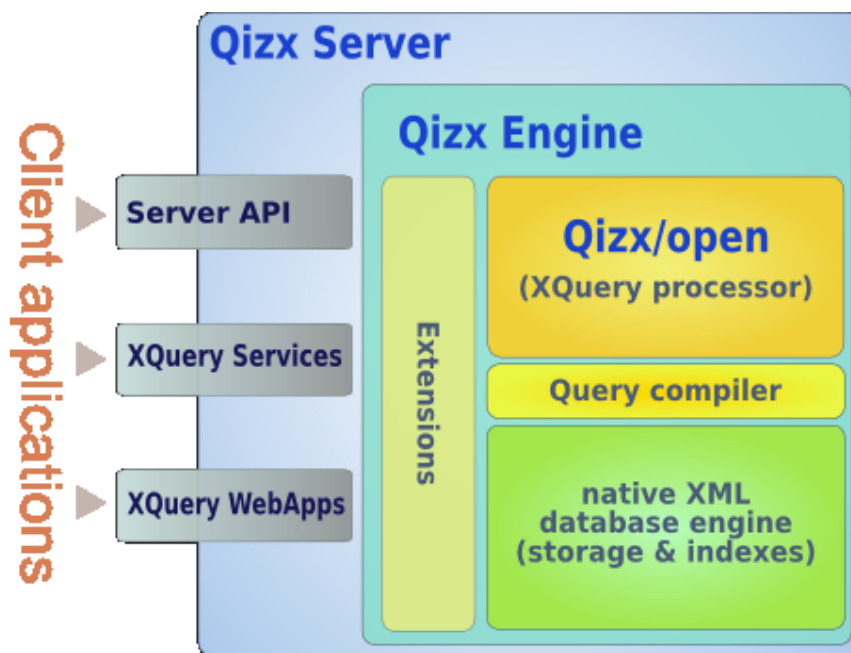 Qizx Server
Qizx Engine
Client applications
Server API
XQuery Services
XQuery WebApps
Extensions
Qizx/open
(XQuery processor)
Query compiler
native XML
database engine
(storage & indexes)